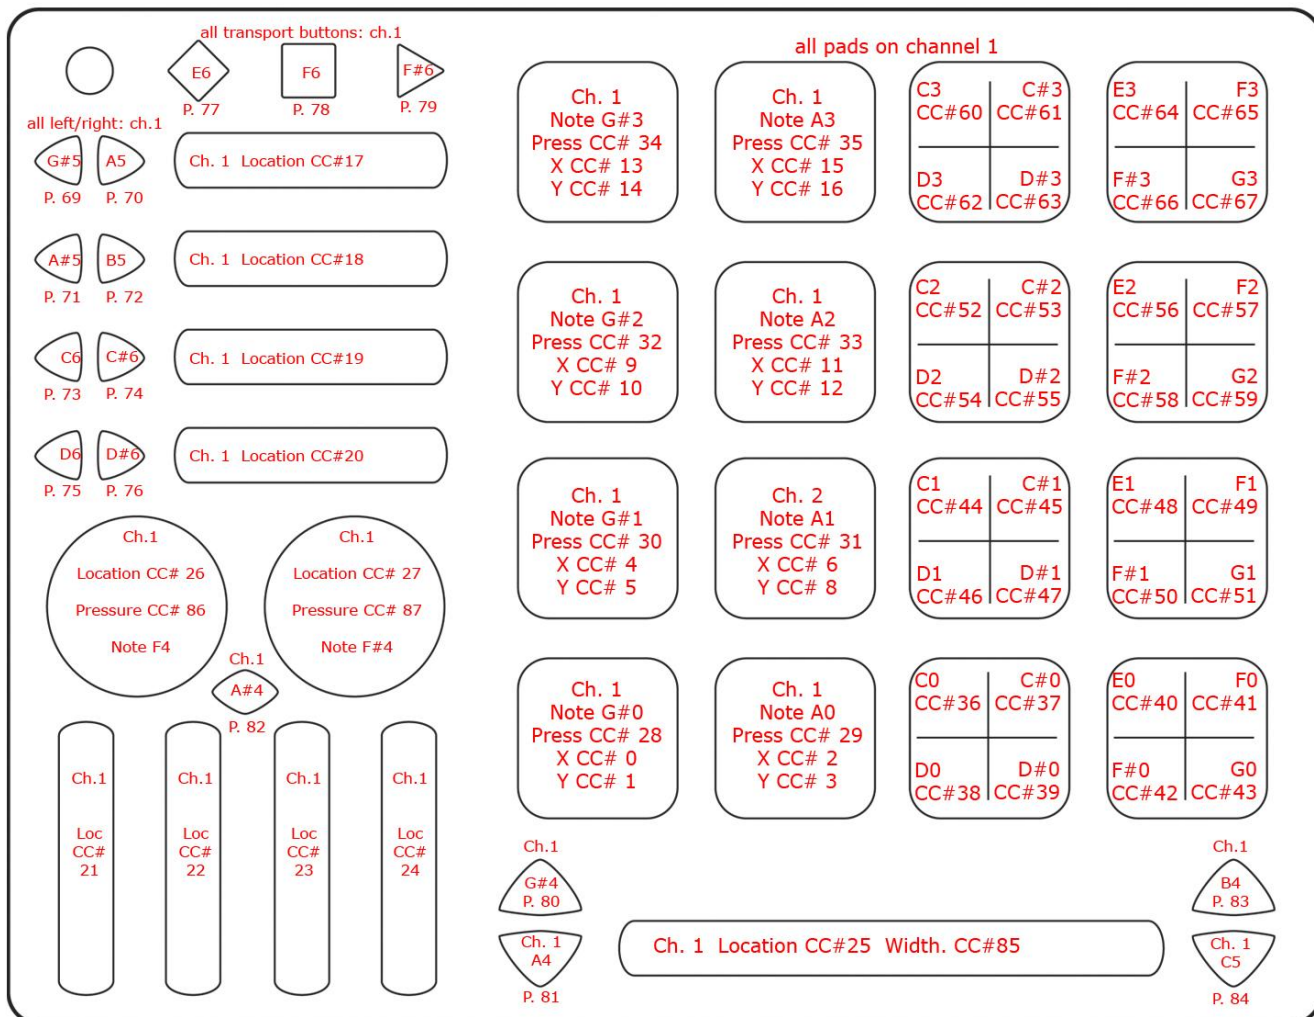 all transport buttons: ch.1
E6
F6
F#6
P. 77
P. 78
P. 79
all left/right: ch.1
G#5
A5
P. 69
P. 70
Ch. 1 Location CC#17
A#5
B5
P. 71
P. 72
Ch. 1 Location CC#18
C6
C#6
P. 73
P. 74
Ch. 1 Location CC#19
D6
D#6
P. 75
P. 76
Ch. 1 Location CC#20
Ch.1
Location CC# 26
Pressure CC# 86
Note F4
Ch.1
Location CC# 27
Pressure CC# 87
Note F#4
Ch.1
A#4
P. 82
Ch.1
Loc
CC#
21
Ch.1
Loc
CC#
22
Ch.1
Loc
CC#
23
Ch.1
Loc
CC#
24
all pads on channel 1
Ch. 1
Note G#3
Press CC# 34
X CC# 13
Y CC# 14
Ch. 1
Note A3
Press CC# 35
X CC# 15
Y CC# 16
C3 C#3
CC#60 CC#61
D3 D#3
CC#62 CC#63
E3 F3
CC#64 CC#65
F#3 G3
CC#66 CC#67
Ch. 1
Note G#2
Press CC# 32
X CC# 9
Y CC# 10
Ch. 1
Note A2
Press CC# 33
X CC# 11
Y CC# 12
C2 C#2
CC#52 CC#53
D2 D#2
CC#54 CC#55
E2 F2
CC#56 CC#57
F#2 G2
CC#58 CC#59
Ch. 1
Note G#1
Press CC# 30
X CC# 4
Y CC# 5
Ch. 2
Note A1
Press CC# 31
X CC# 6
Y CC# 8
C1 C#1
CC#44 CC#45
D1 D#1
CC#46 CC#47
E1 F1
CC#48 CC#49
F#1 G1
CC#50 CC#51
Ch. 1
Note G#0
Press CC# 28
X CC# 0
Y CC# 1
Ch. 1
Note A0
Press CC# 29
X CC# 2
Y CC# 3
C0 C#0
CC#36 CC#37
D0 D#0
CC#38 CC#39
E0 F0
CC#40 CC#41
F#0 G0
CC#42 CC#43
Ch.1
G#4
P. 80
Ch. 1
A4
P. 81
Ch. 1 Location CC#25 Width. CC#85
Ch.1
B4
P. 83
Ch. 1
C5
P. 84